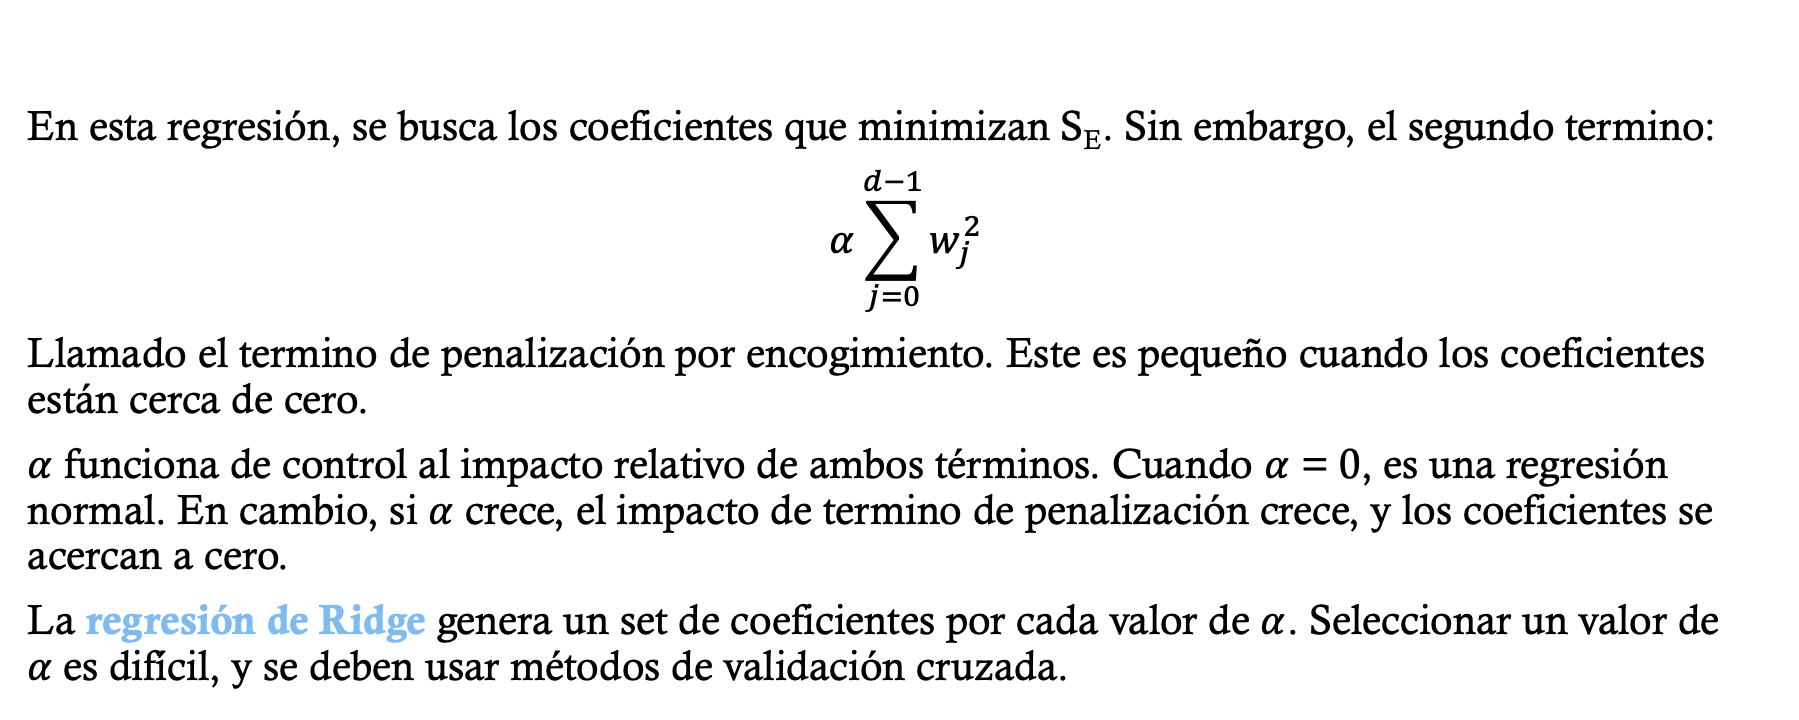 En esta regresión, se busca los coeficientes que minimizan S_E. Sin embargo, el segundo termino:
α ∑_{j=0}^{d−1} w_j^2
Llamado el termino de penalización por encogimiento. Este es pequeño cuando los coeficientes
están cerca de cero.
α funciona de control al impacto relativo de ambos términos. Cuando α = 0, es una regresión
normal. En cambio, si α crece, el impacto de termino de penalización crece, y los coeficientes se
acercan a cero.
La regresión de Ridge genera un set de coeficientes por cada valor de α. Seleccionar un valor de
α es difícil, y se deben usar métodos de validación cruzada.